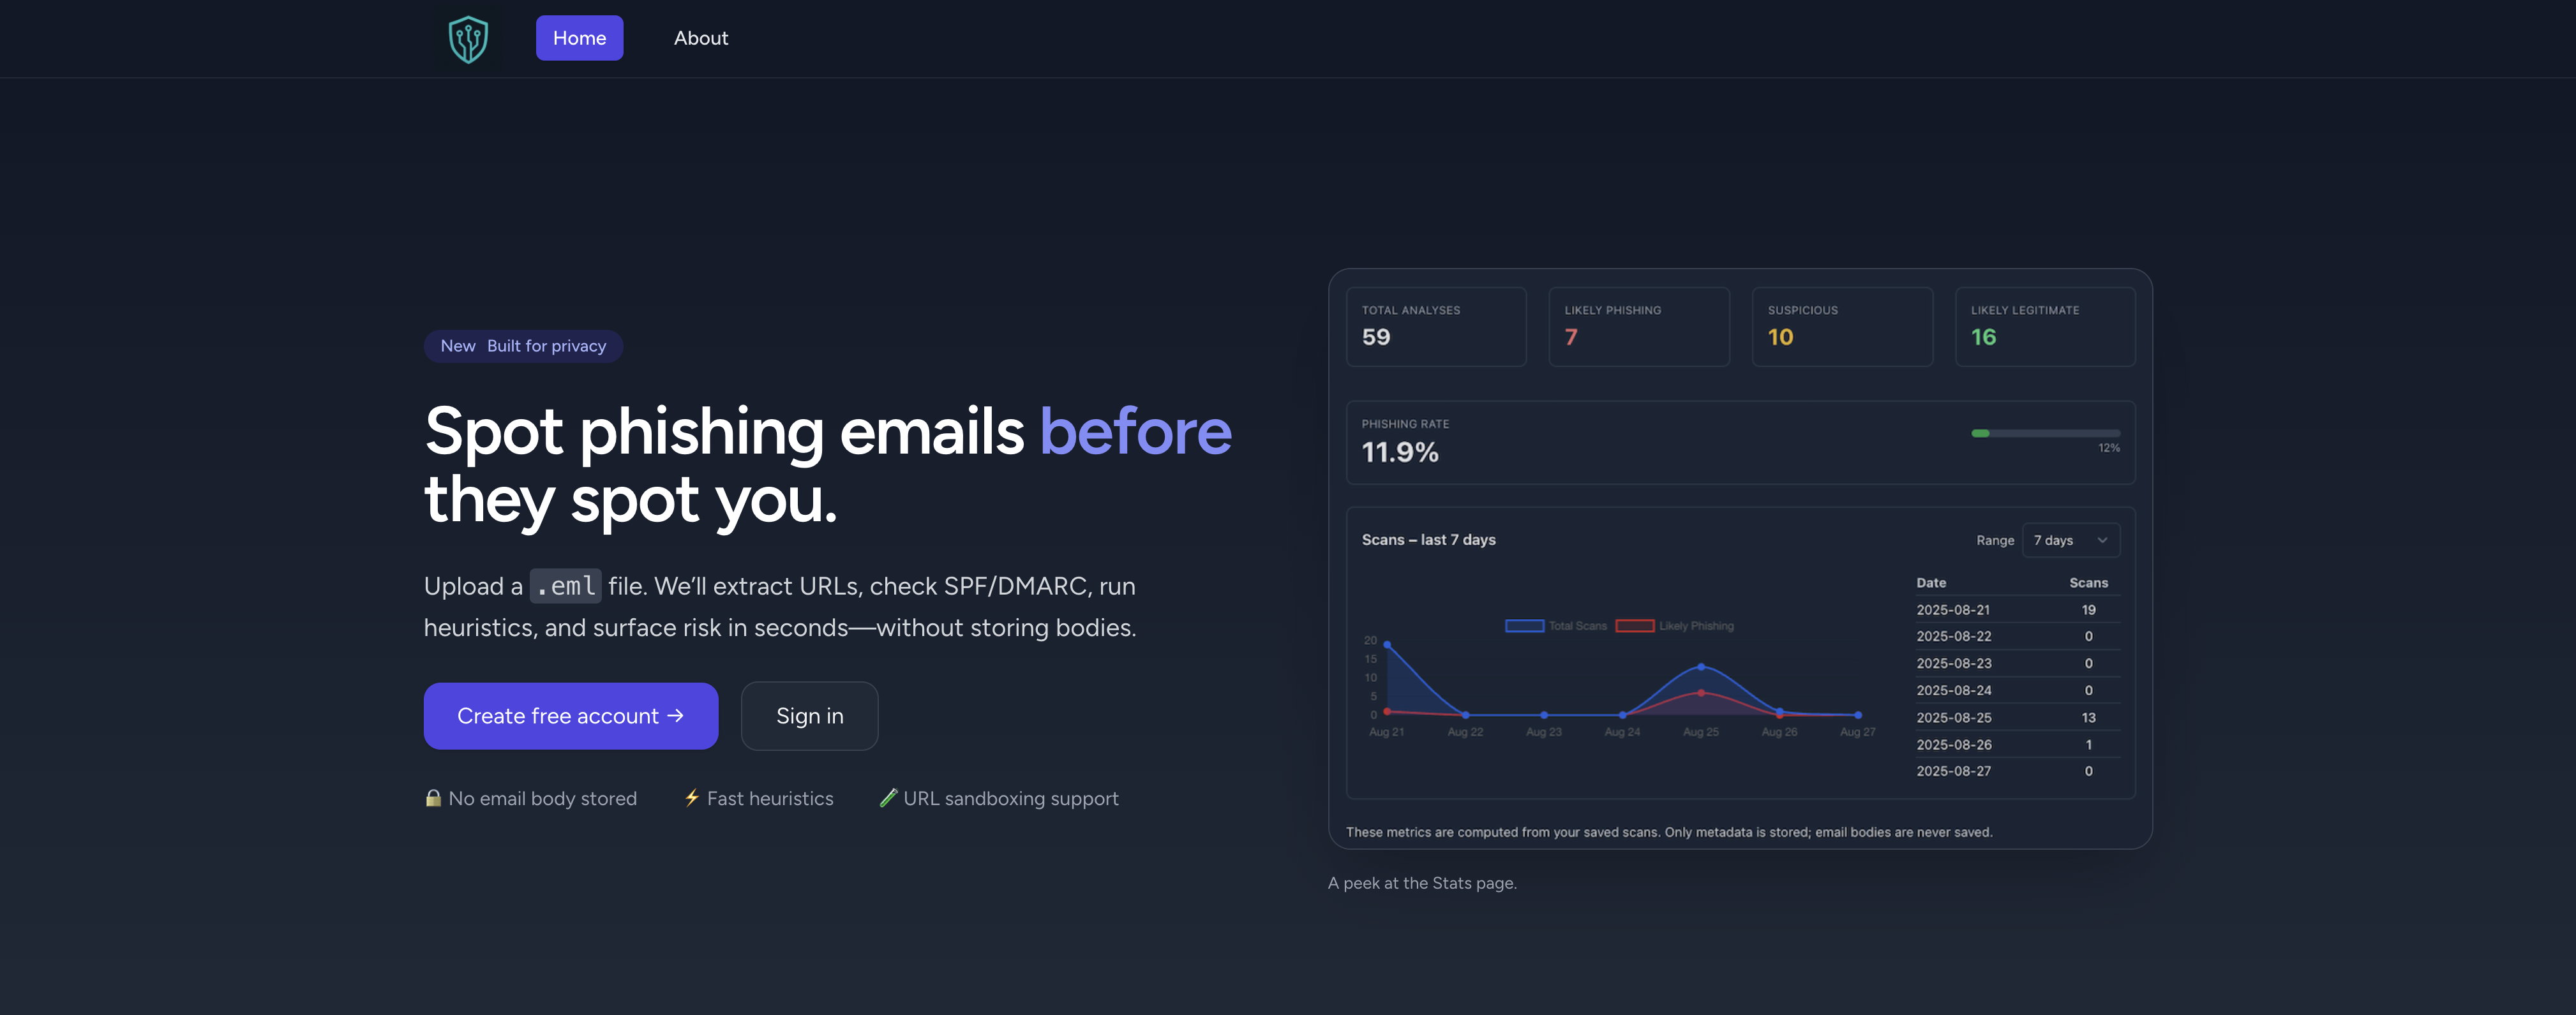 Home
About
New Built for privacy
Spot phishing emails before
they spot you.
Upload a .eml file. We’ll extract URLs, check SPF/DMARC, run
heuristics, and surface risk in seconds—without storing bodies.
Create free account →
Sign in
🔒 No email body stored
⚡ Fast heuristics
🧪 URL sandboxing support
TOTAL ANALYSES
59
LIKELY PHISHING
7
SUSPICIOUS
10
LIKELY LEGITIMATE
16
PHISHING RATE
11.9%
12%
Scans – last 7 days
Range
7 days
Total Scans
Likely Phishing
20
15
10
5
0
Aug 21
Aug 22
Aug 23
Aug 24
Aug 25
Aug 26
Aug 27
Date Scans
2025-08-21 19
2025-08-22 0
2025-08-23 0
2025-08-24 0
2025-08-25 13
2025-08-26 1
2025-08-27 0
These metrics are computed from your saved scans. Only metadata is stored; email bodies are never saved.
A peek at the Stats page.